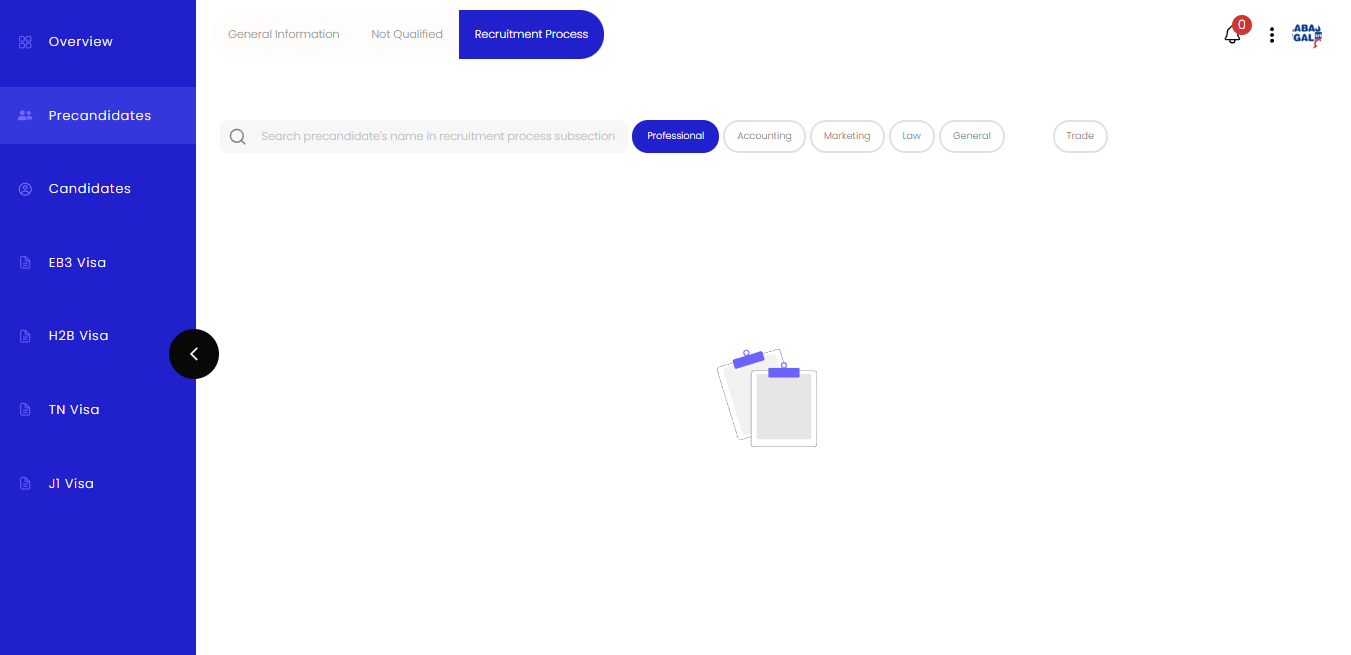 Overview
Precandidates
Candidates
EB3 Visa
H2B Visa
TN Visa
J1 Visa
General Information Not Qualified Recruitment Process
0
ABA
GAL
Search precandidate's name in recruitment process subsection
Professional Accounting Marketing Law General Trade